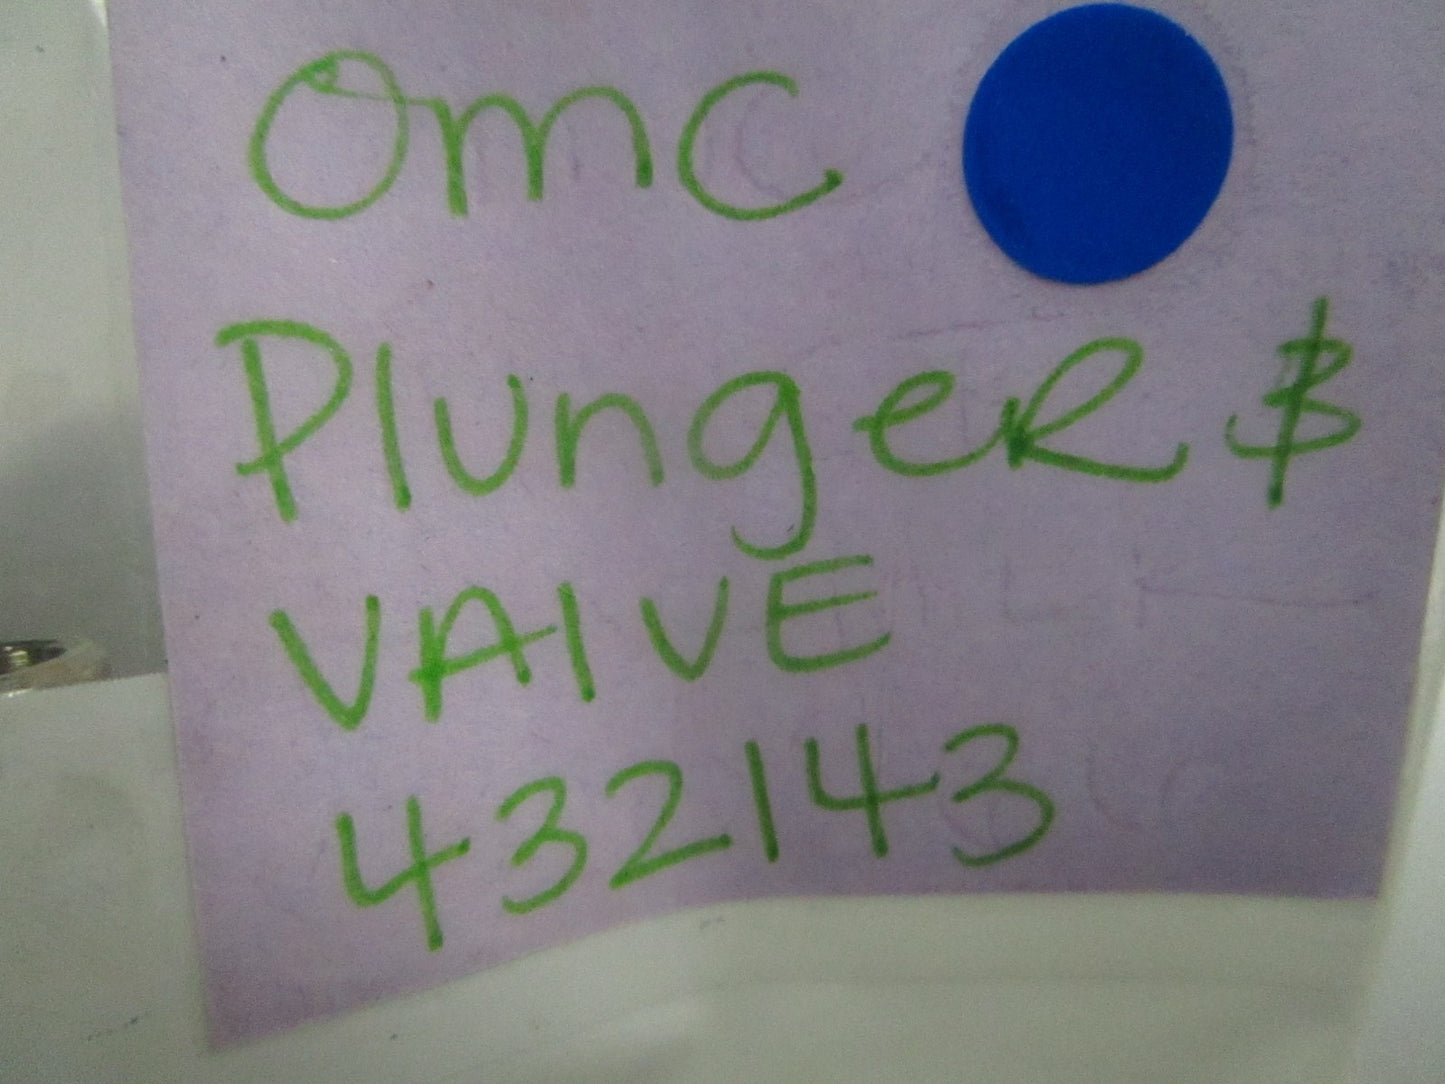 OmC
PlungeR &
VAlVE
432143